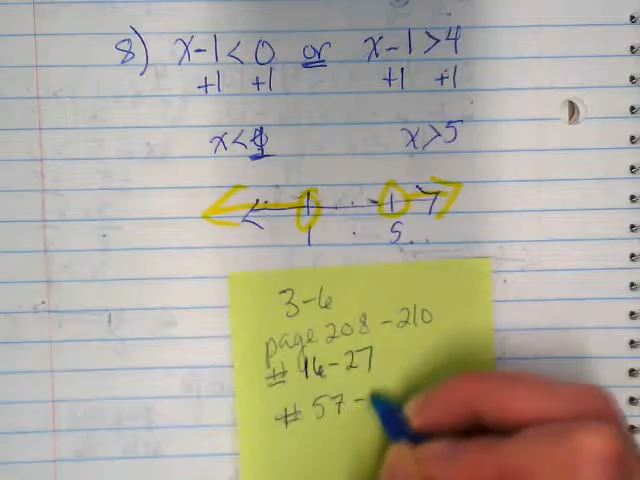 8) x-1<0 or x-1>4
+1 +1 +1 +1
x<1 x>5
1 5
3-6
page 208-210
# 16-27
# 57-